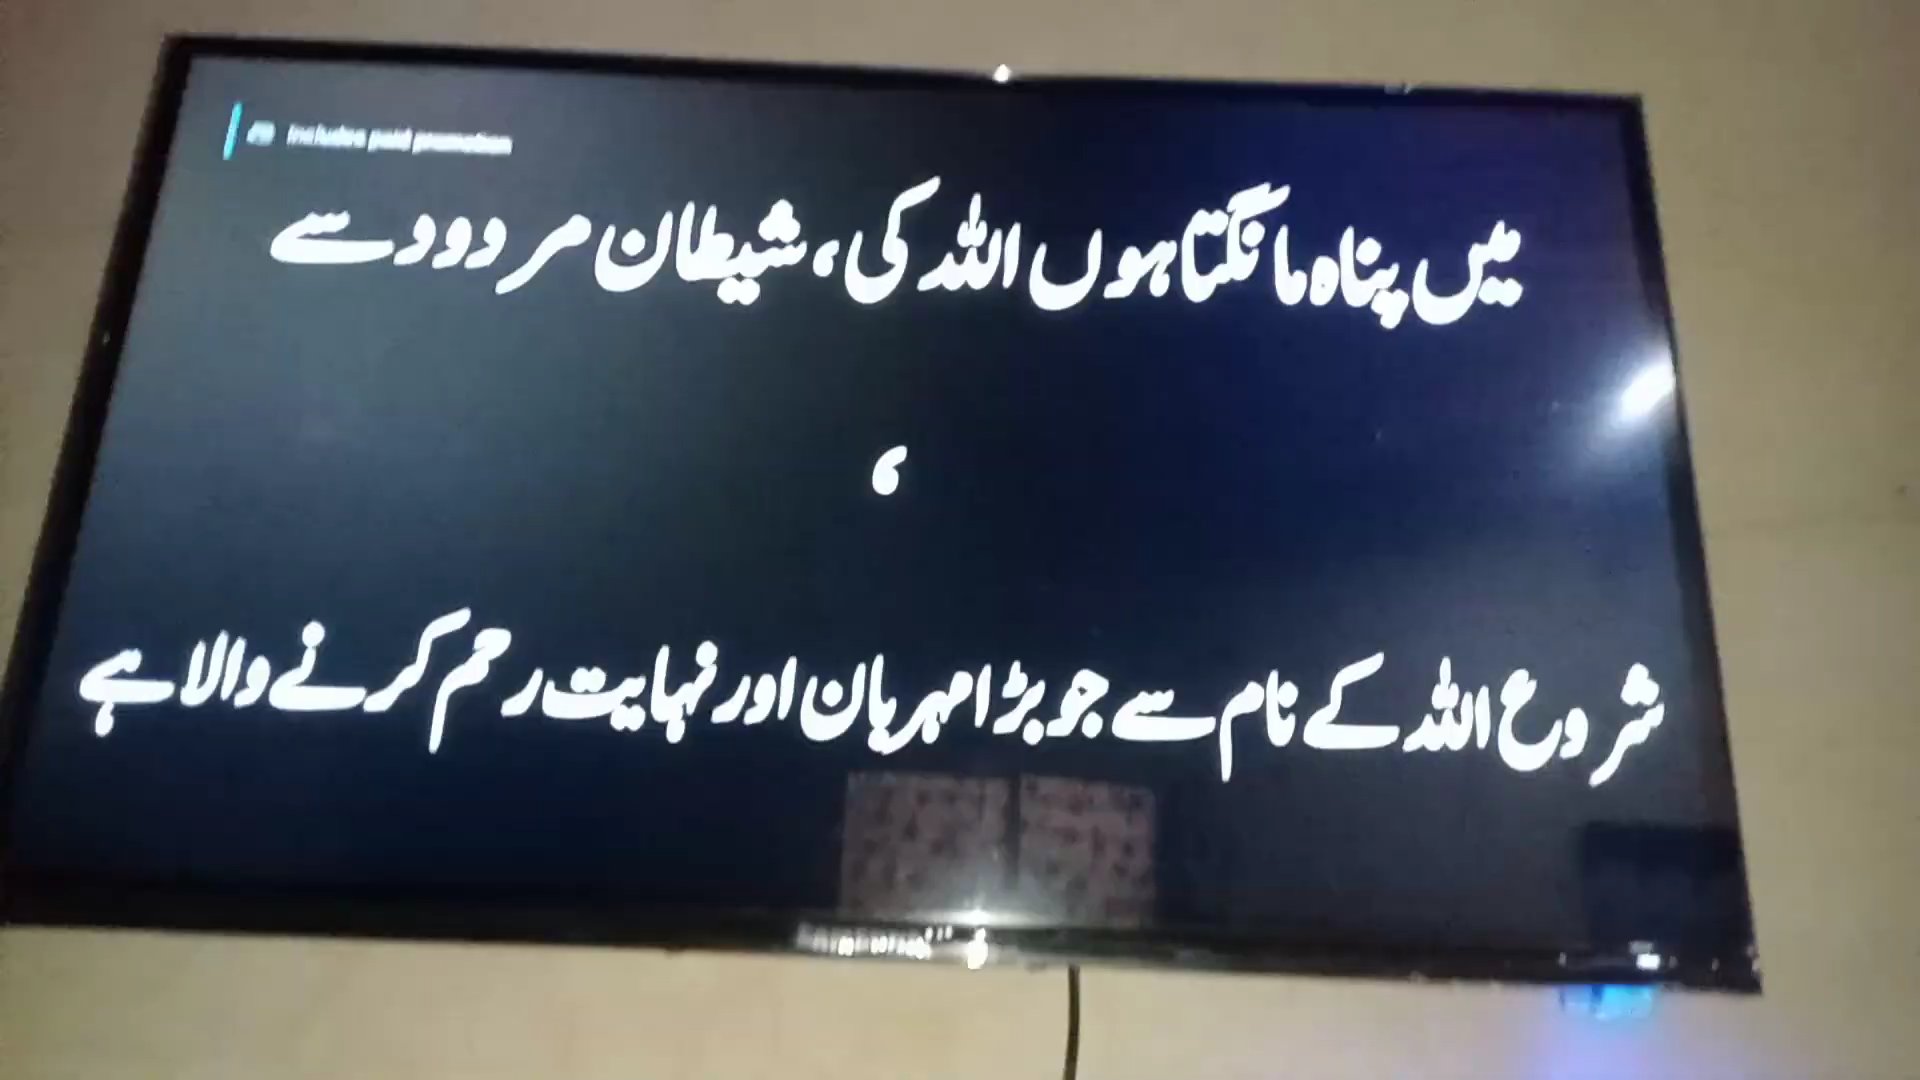 Includes paid promotion
میں پناہ مانگتا ہوں اللہ کی، شیطان مردود سے
،
شروع اللہ کے نام سے جو بڑا مہربان اور نہایت رحم کرنے والا ہے